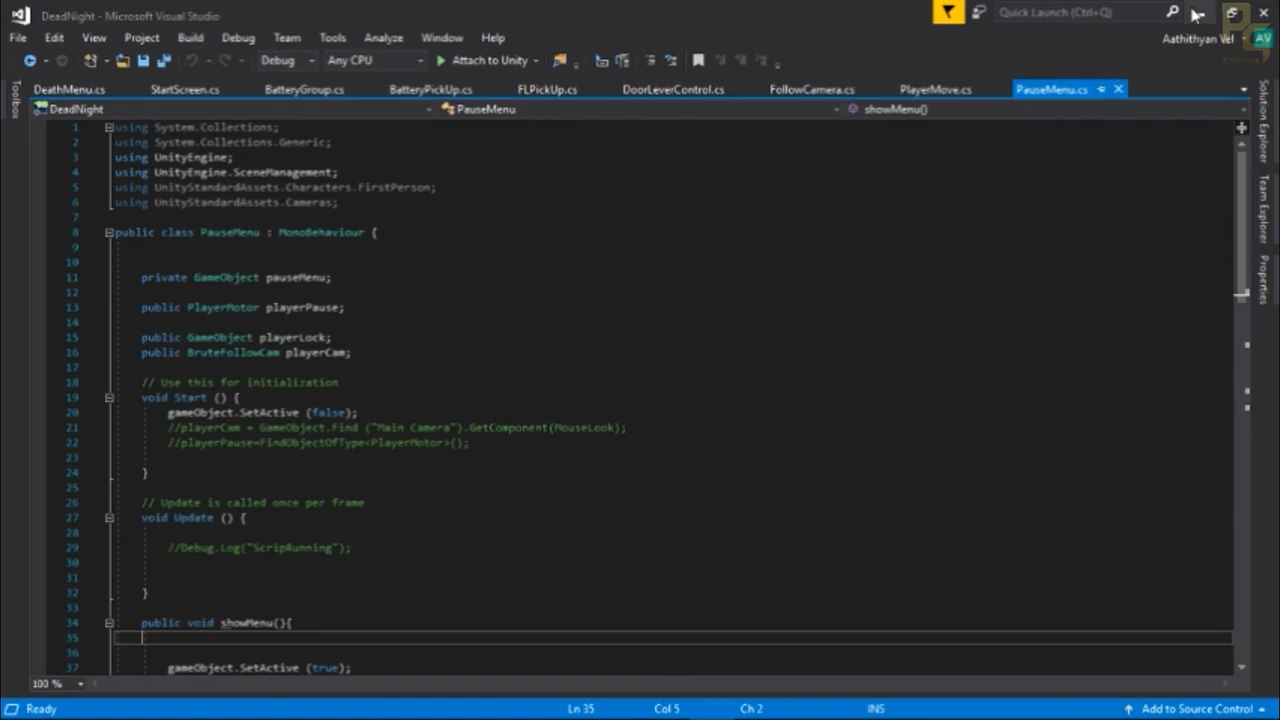 DeadNight - Microsoft Visual Studio
Quick Launch (Ctrl+Q)
File Edit View Project Build Debug Team Tools Analyze Window Help
Aathithyan Vel AV
Debug Any CPU Attach to Unity
DeathMenu.cs StartScreen.cs BatteryGroup.cs BatteryPickUp.cs FLPickUp.cs DoorLeverControl.cs FollowCamera.cs PlayerMove.cs PauseMenu.cs
DeadNight PauseMenu showMenu()
Toolbox
Solution Explorer
Team Explorer
Properties
1 using System.Collections;
2 using System.Collections.Generic;
3 using UnityEngine;
4 using UnityEngine.SceneManagement;
5 using UnityStandardAssets.Characters.FirstPerson;
6 using UnityStandardAssets.Cameras;
7
8 public class PauseMenu : MonoBehaviour {
9
10
11 private GameObject pauseMenu;
12
13 public PlayerMotor playerPause;
14
15 public GameObject playerLock;
16 public BruteFollowCam playerCam;
17
18 // Use this for initialization
19 void Start () {
20 gameObject.SetActive (false);
21 //playerCam = GameObject.Find ("Main Camera").GetComponent(MouseLook);
22 //playerPause=FindObjectOfType<PlayerMotor>();
23
24 }
25
26 // Update is called once per frame
27 void Update () {
28
29 //Debug.Log("ScripRunning");
30
31
32 }
33
34 public void showMenu(){
35
36
37 gameObject.SetActive (true);
100 %
Ready Ln 35 Col 5 Ch 2 INS Add to Source Control